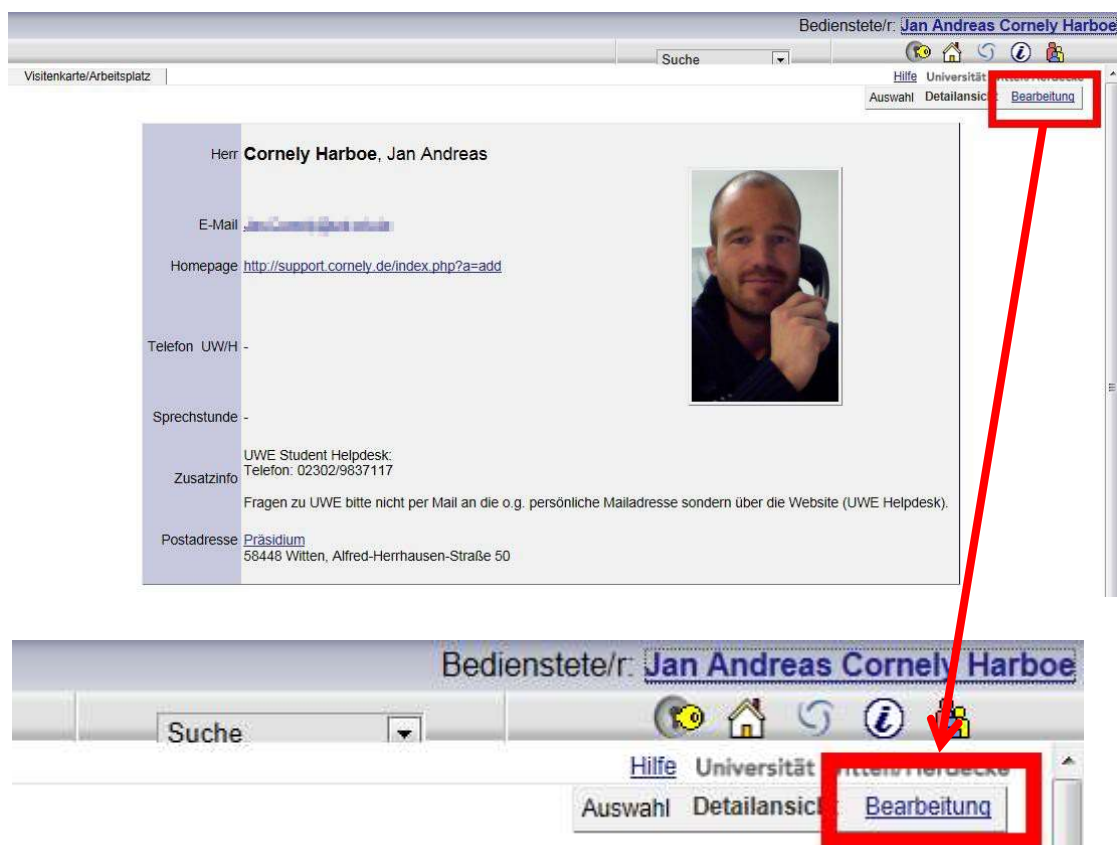 Bedienstete/r: Jan Andreas Cornely Harboe
Suche
Visitenkarte/Arbeitsplatz
Hilfe Universität
Auswahl Detailansicht Bearbeitung
Herr Cornely Harboe, Jan Andreas
E-Mail
Homepage http://support.cornely.de/index.php?a=add
Telefon UW/H -
Sprechstunde -
Zusatzinfo
UWE Student Helpdesk:
Telefon: 02302/9837117
Fragen zu UWE bitte nicht per Mail an die o.g. persönliche Mailadresse sondern über die Website (UWE Helpdesk).
Postadresse Präsidium
58448 Witten, Alfred-Herrhausen-Straße 50
Bedienstete/r: Jan Andreas Cornely Harboe
Suche
Hilfe Universität
Auswahl Detailansicht Bearbeitung